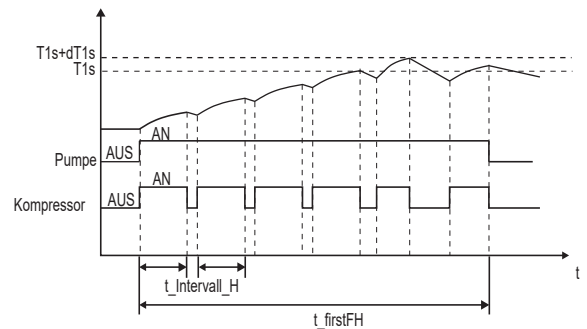 T1s+dT1s
T1s
AN
Pumpe
AUS
AN
Kompressor
AUS
t
t_Intervall_H
t_firstFH